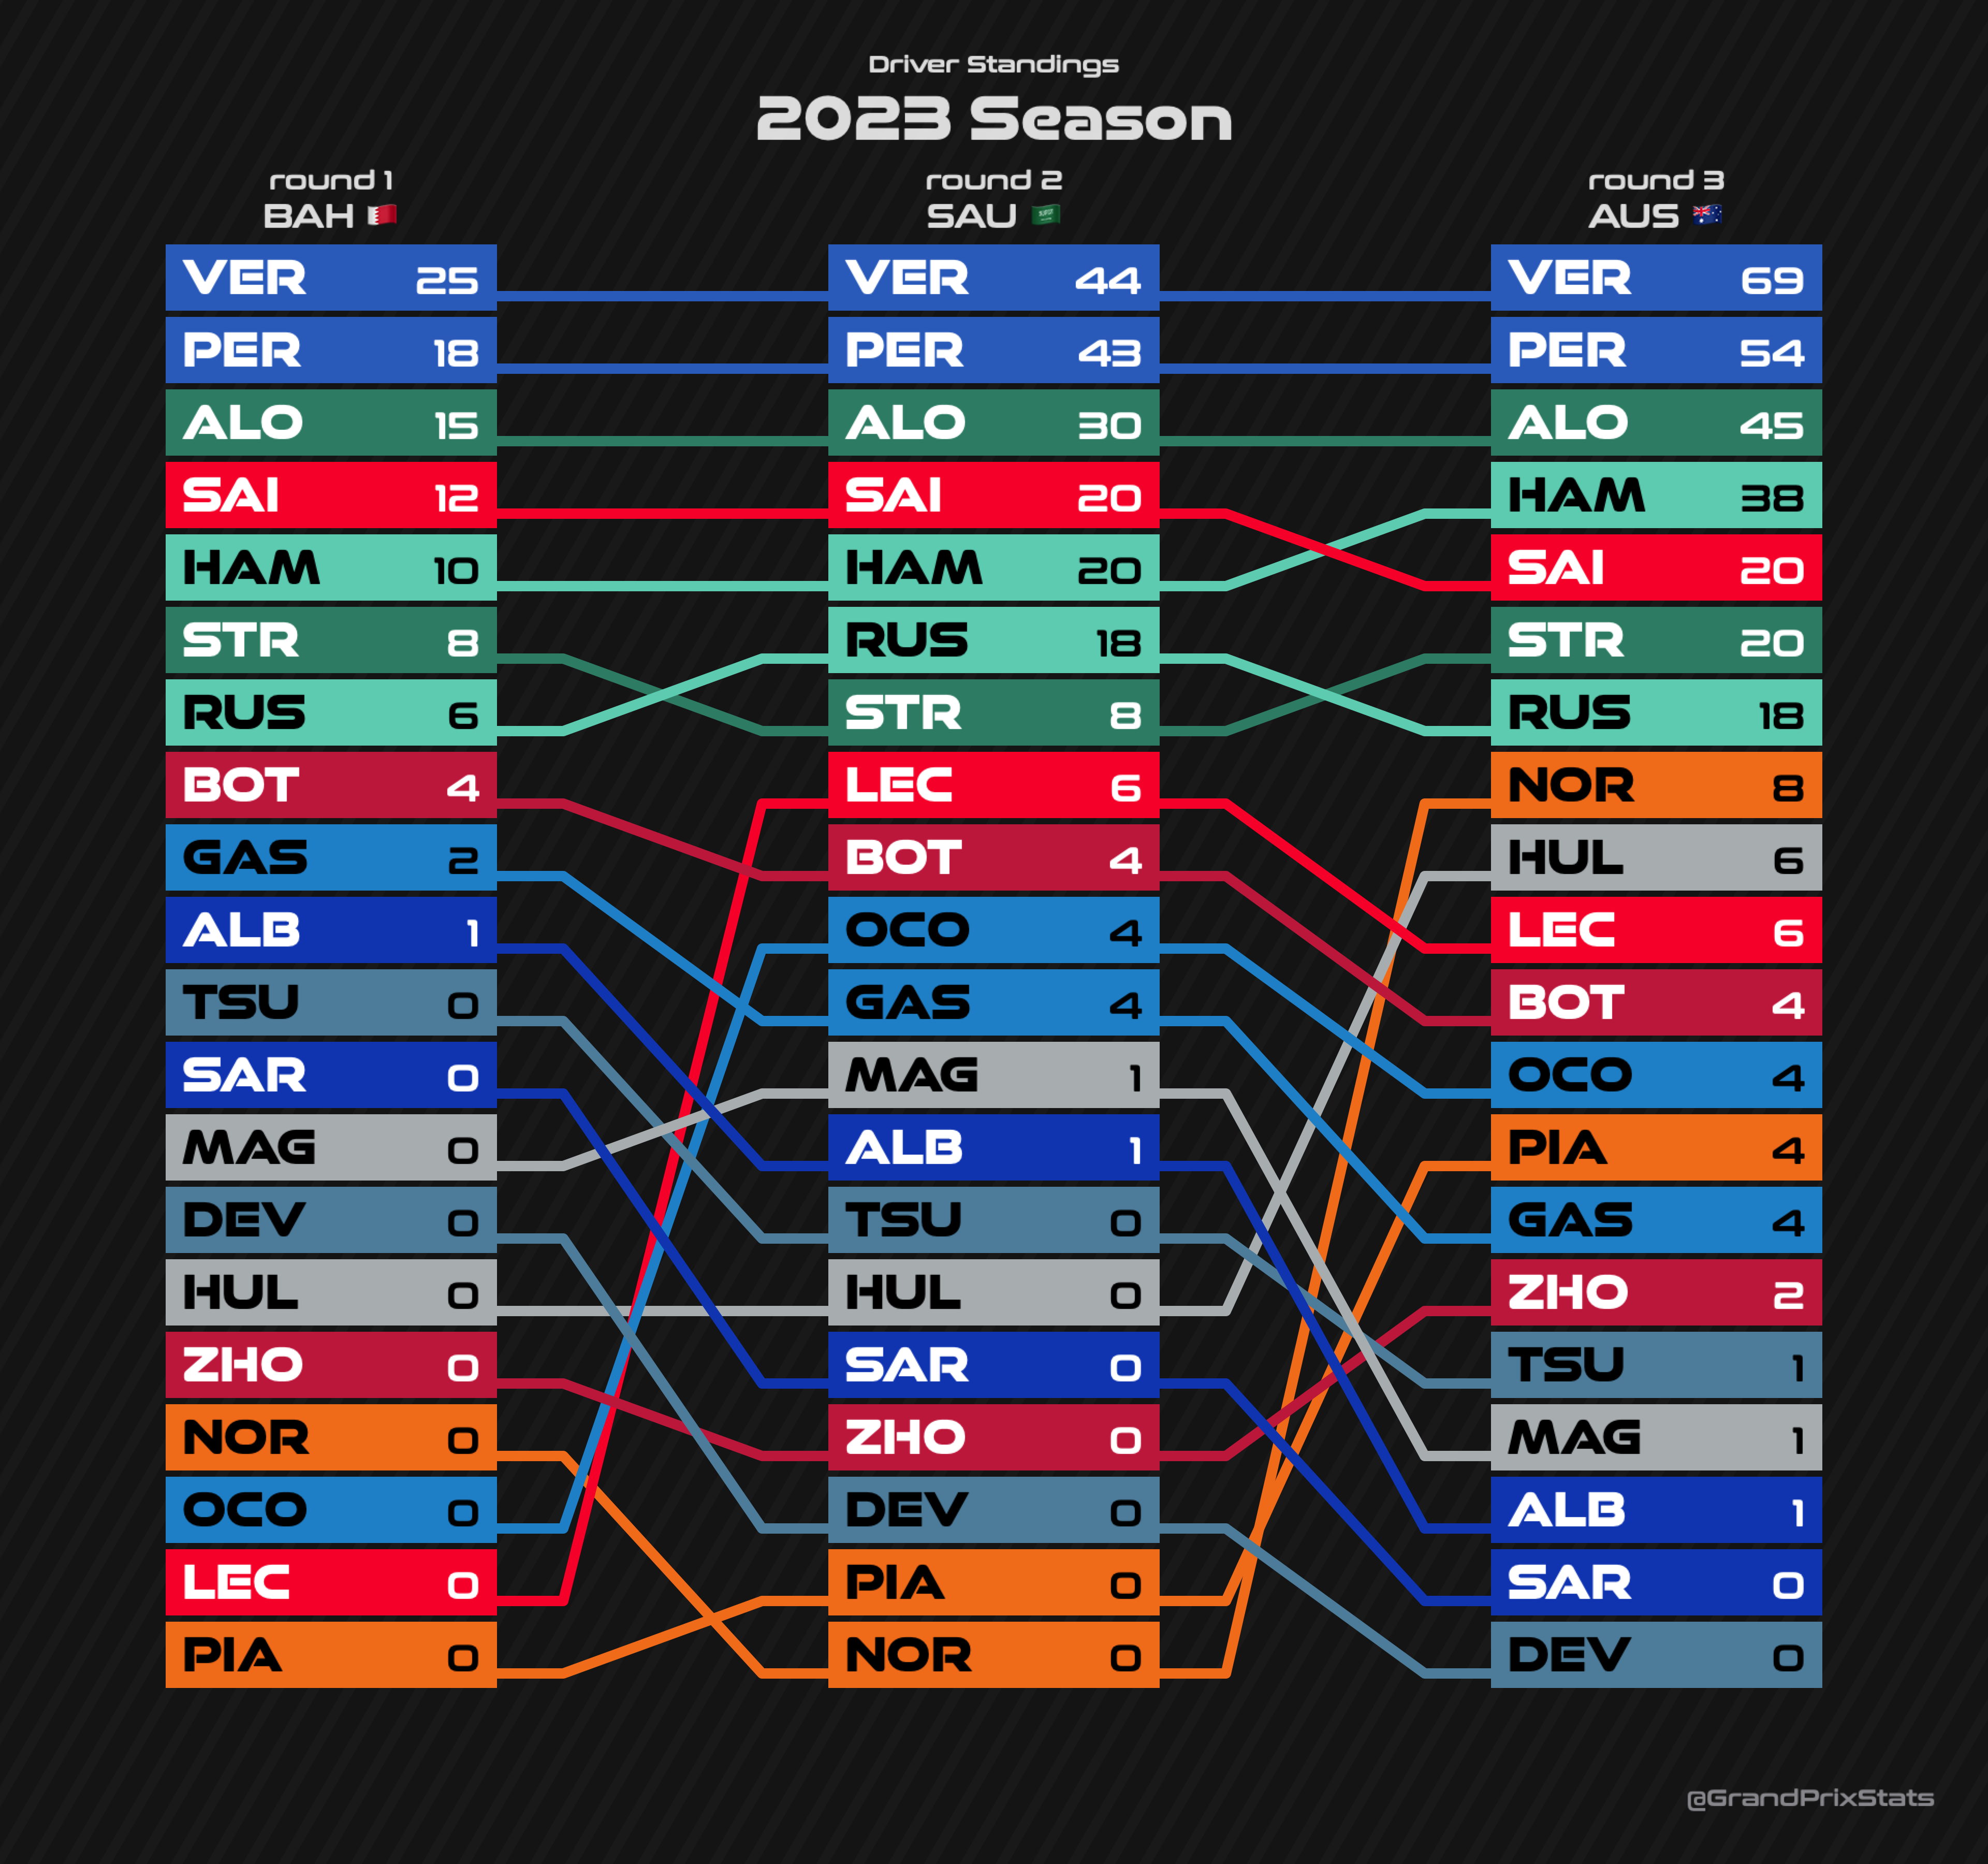 Driver Standings
2023 Season
round 1
BAH
VER 25
PER 18
ALO 15
SAI 12
HAM 10
STR 8
RUS 6
BOT 4
GAS 2
ALB 1
TSU 0
SAR 0
MAG 0
DEV 0
HUL 0
ZHO 0
NOR 0
OCO 0
LEC 0
PIA 0
round 2
SAU
VER 44
PER 43
ALO 30
SAI 20
HAM 20
RUS 18
STR 8
LEC 6
BOT 4
OCO 4
GAS 4
MAG 1
ALB 1
TSU 0
HUL 0
SAR 0
ZHO 0
DEV 0
PIA 0
NOR 0
round 3
AUS
VER 69
PER 54
ALO 45
HAM 38
SAI 20
STR 20
RUS 18
NOR 8
HUL 6
LEC 6
BOT 4
OCO 4
PIA 4
GAS 4
ZHO 2
TSU 1
MAG 1
ALB 1
SAR 0
DEV 0
@GrandPrixStats